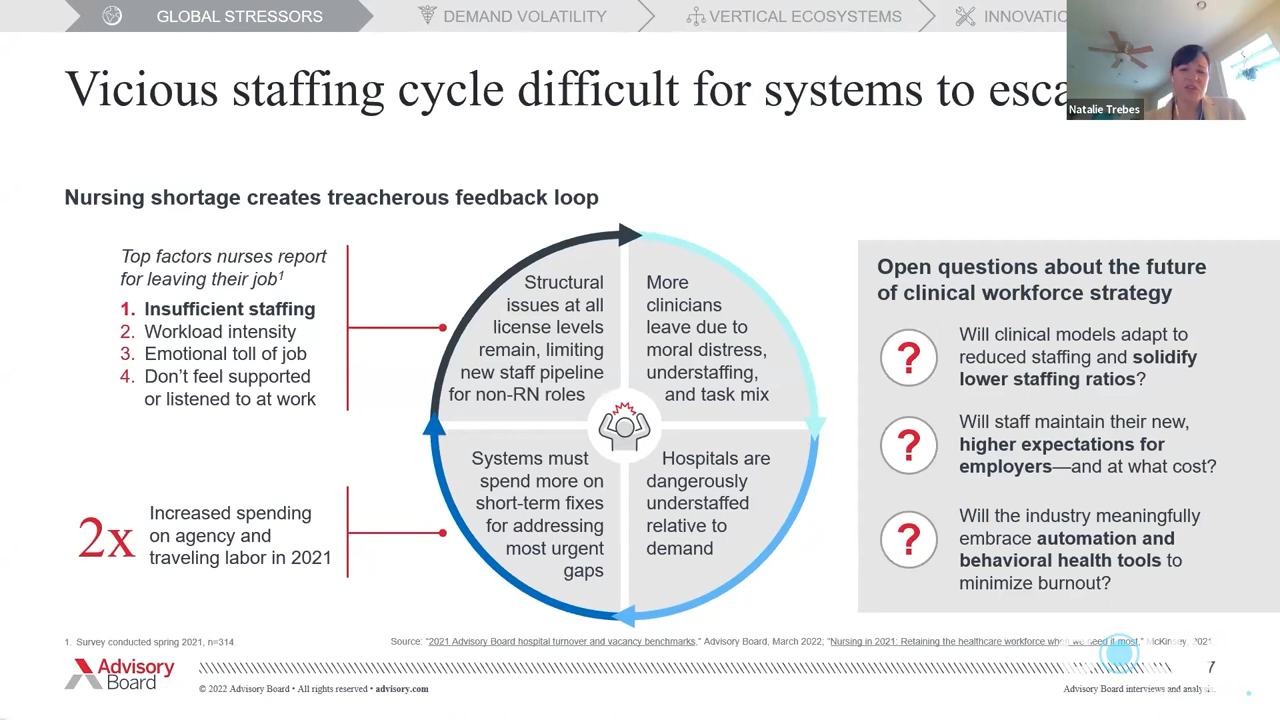 GLOBAL STRESSORS
DEMAND VOLATILITY
VERTICAL ECOSYSTEMS
Natalie Trebes
Vicious staffing cycle difficult for systems to
Nursing shortage creates treacherous feedback loop
Top factors nurses report
for leaving their job1
1. Insufficient staffing
2. Workload intensity
3. Emotional toll of job
4. Don’t feel supported
or listened to at work
2x
Increased spending
on agency and
traveling labor in 2021
Structural
issues at all
license levels
remain, limiting
new staff pipeline
for non-RN roles
More
clinicians
leave due to
moral distress,
understaffing,
and task mix
Systems must
spend more on
short-term fixes
for addressing
most urgent
gaps
Hospitals are
dangerously
understaffed
relative to
demand
Open questions about the future
of clinical workforce strategy
?
Will clinical models adapt to
reduced staffing and solidify
lower staffing ratios?
?
Will staff maintain their new,
higher expectations for
employers—and at what cost?
?
Will the industry meaningfully
embrace automation and
behavioral health tools to
minimize burnout?
1. Survey conducted spring 2021, n=314
Source: “2021 Advisory Board hospital turnover and vacancy benchmarks,” Advisory Board, March 2022; “Nursing in 2021: Retaining the healthcare workforce when we need it most,” McKinsey, 2021
Advisory
Board
7
© 2022 Advisory Board • All rights reserved • advisory.com
Advisory Board interviews and analysis.